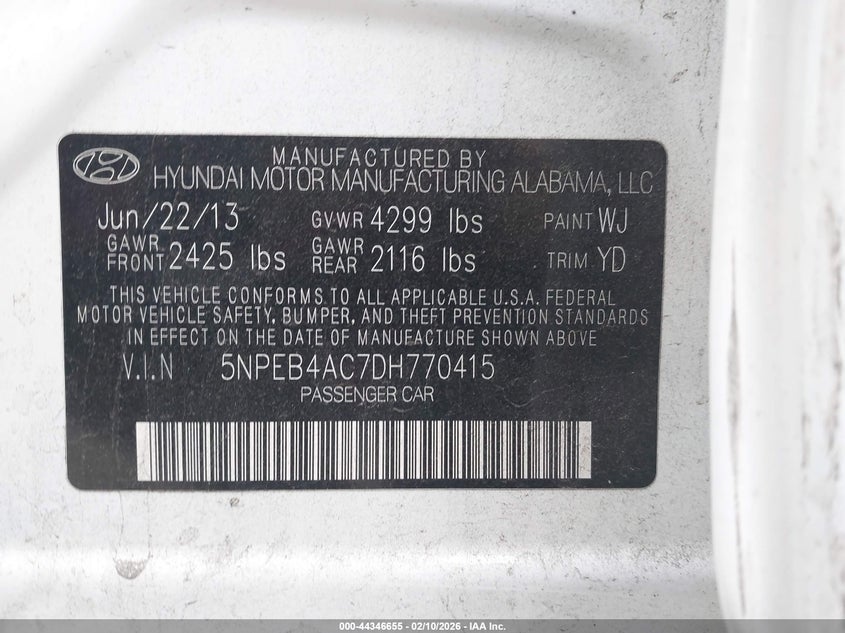 MANUFACTURED BY
HYUNDAI MOTOR MANUFACTURING ALABAMA, LLC
Jun/22/13 GVWR 4299 lbs PAINT WJ
GAWR FRONT 2425 lbs GAWR REAR 2116 lbs TRIM YD
THIS VEHICLE CONFORMS TO ALL APPLICABLE U.S.A. FEDERAL
MOTOR VEHICLE SAFETY, BUMPER, AND THEFT PREVENTION STANDARDS
IN EFFECT ON THE DATE OF MANUFACTURE SHOWN ABOVE
V.I.N 5NPEB4AC7DH770415
PASSENGER CAR
000-44346655 - 02/10/2026 - IAA Inc.